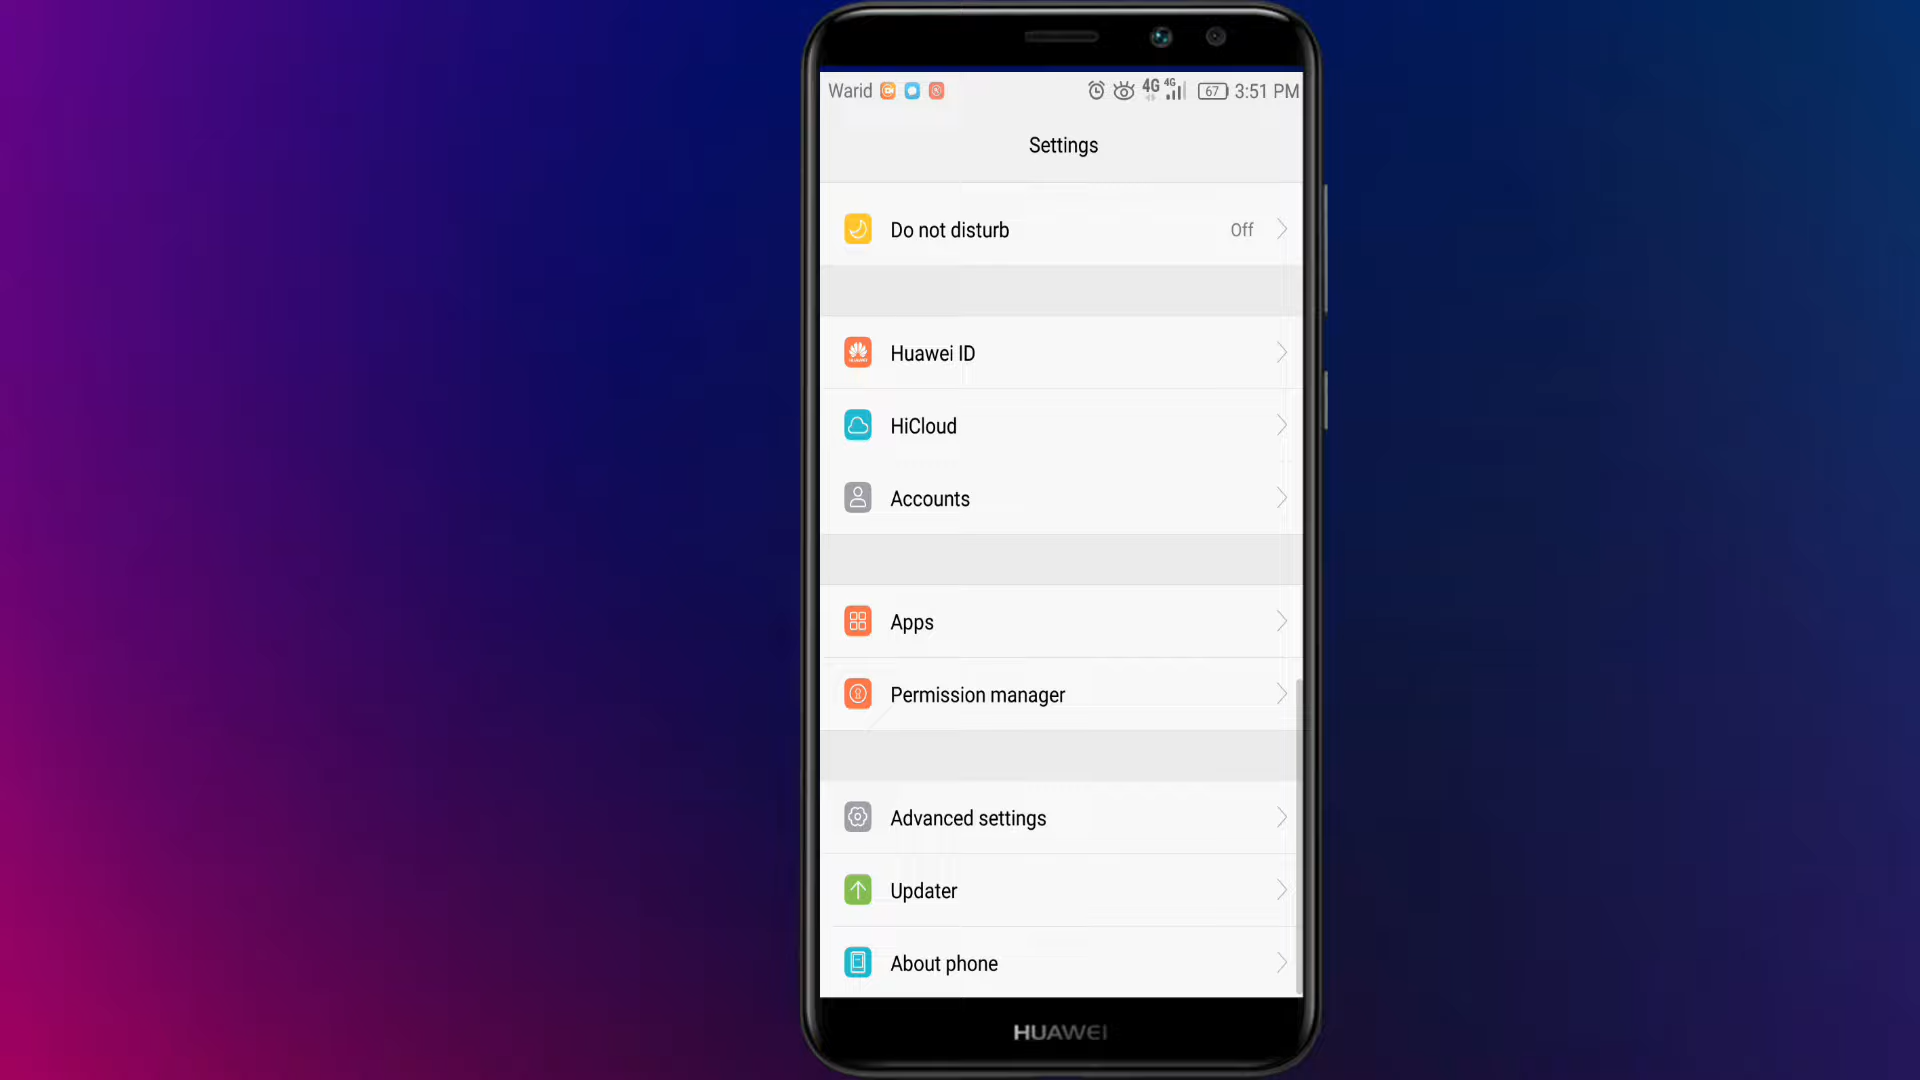 Warid 4G 4G 67 3:51 PM
Settings
Do not disturb Off
Huawei ID
HiCloud
Accounts
Apps
Permission manager
Advanced settings
Updater
About phone
HUAWEI